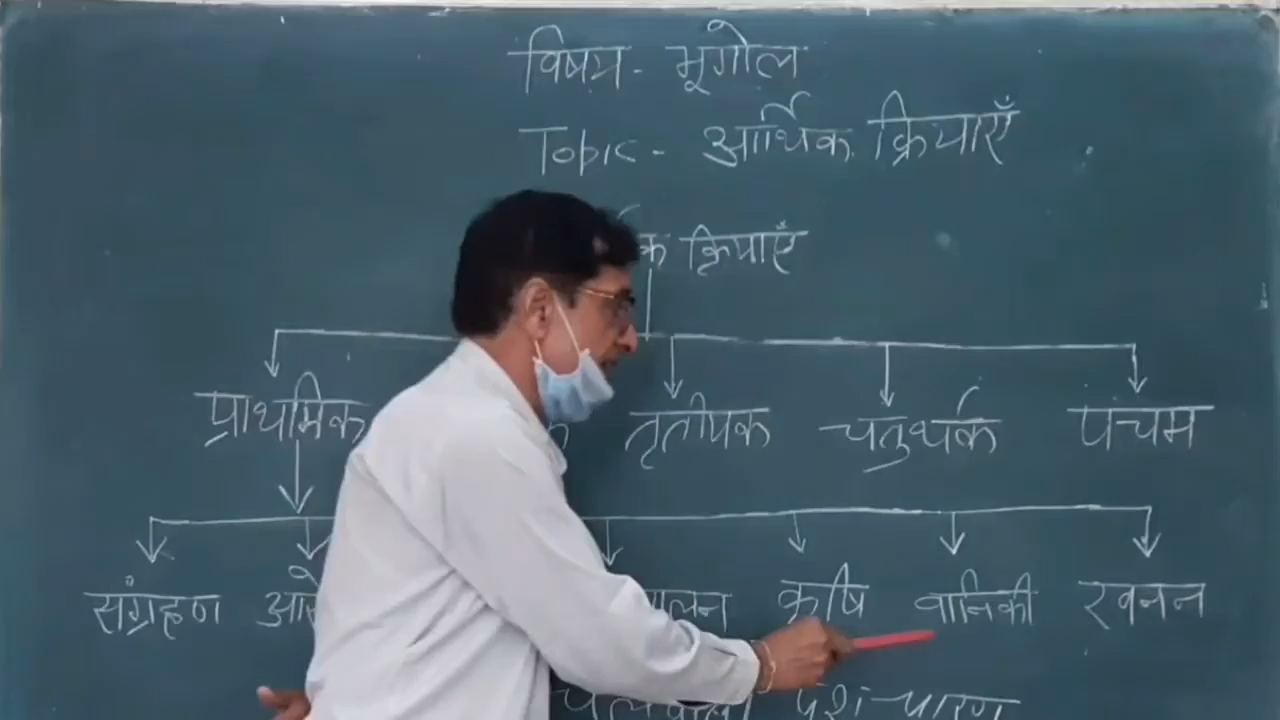 विषय - भूगोल
Topic - आर्थिक क्रियाएँ
क्रियाएँ
प्राथमिक तृतीयक चतुर्थक पंचम
संग्रहण कृषि वानिकी खनन